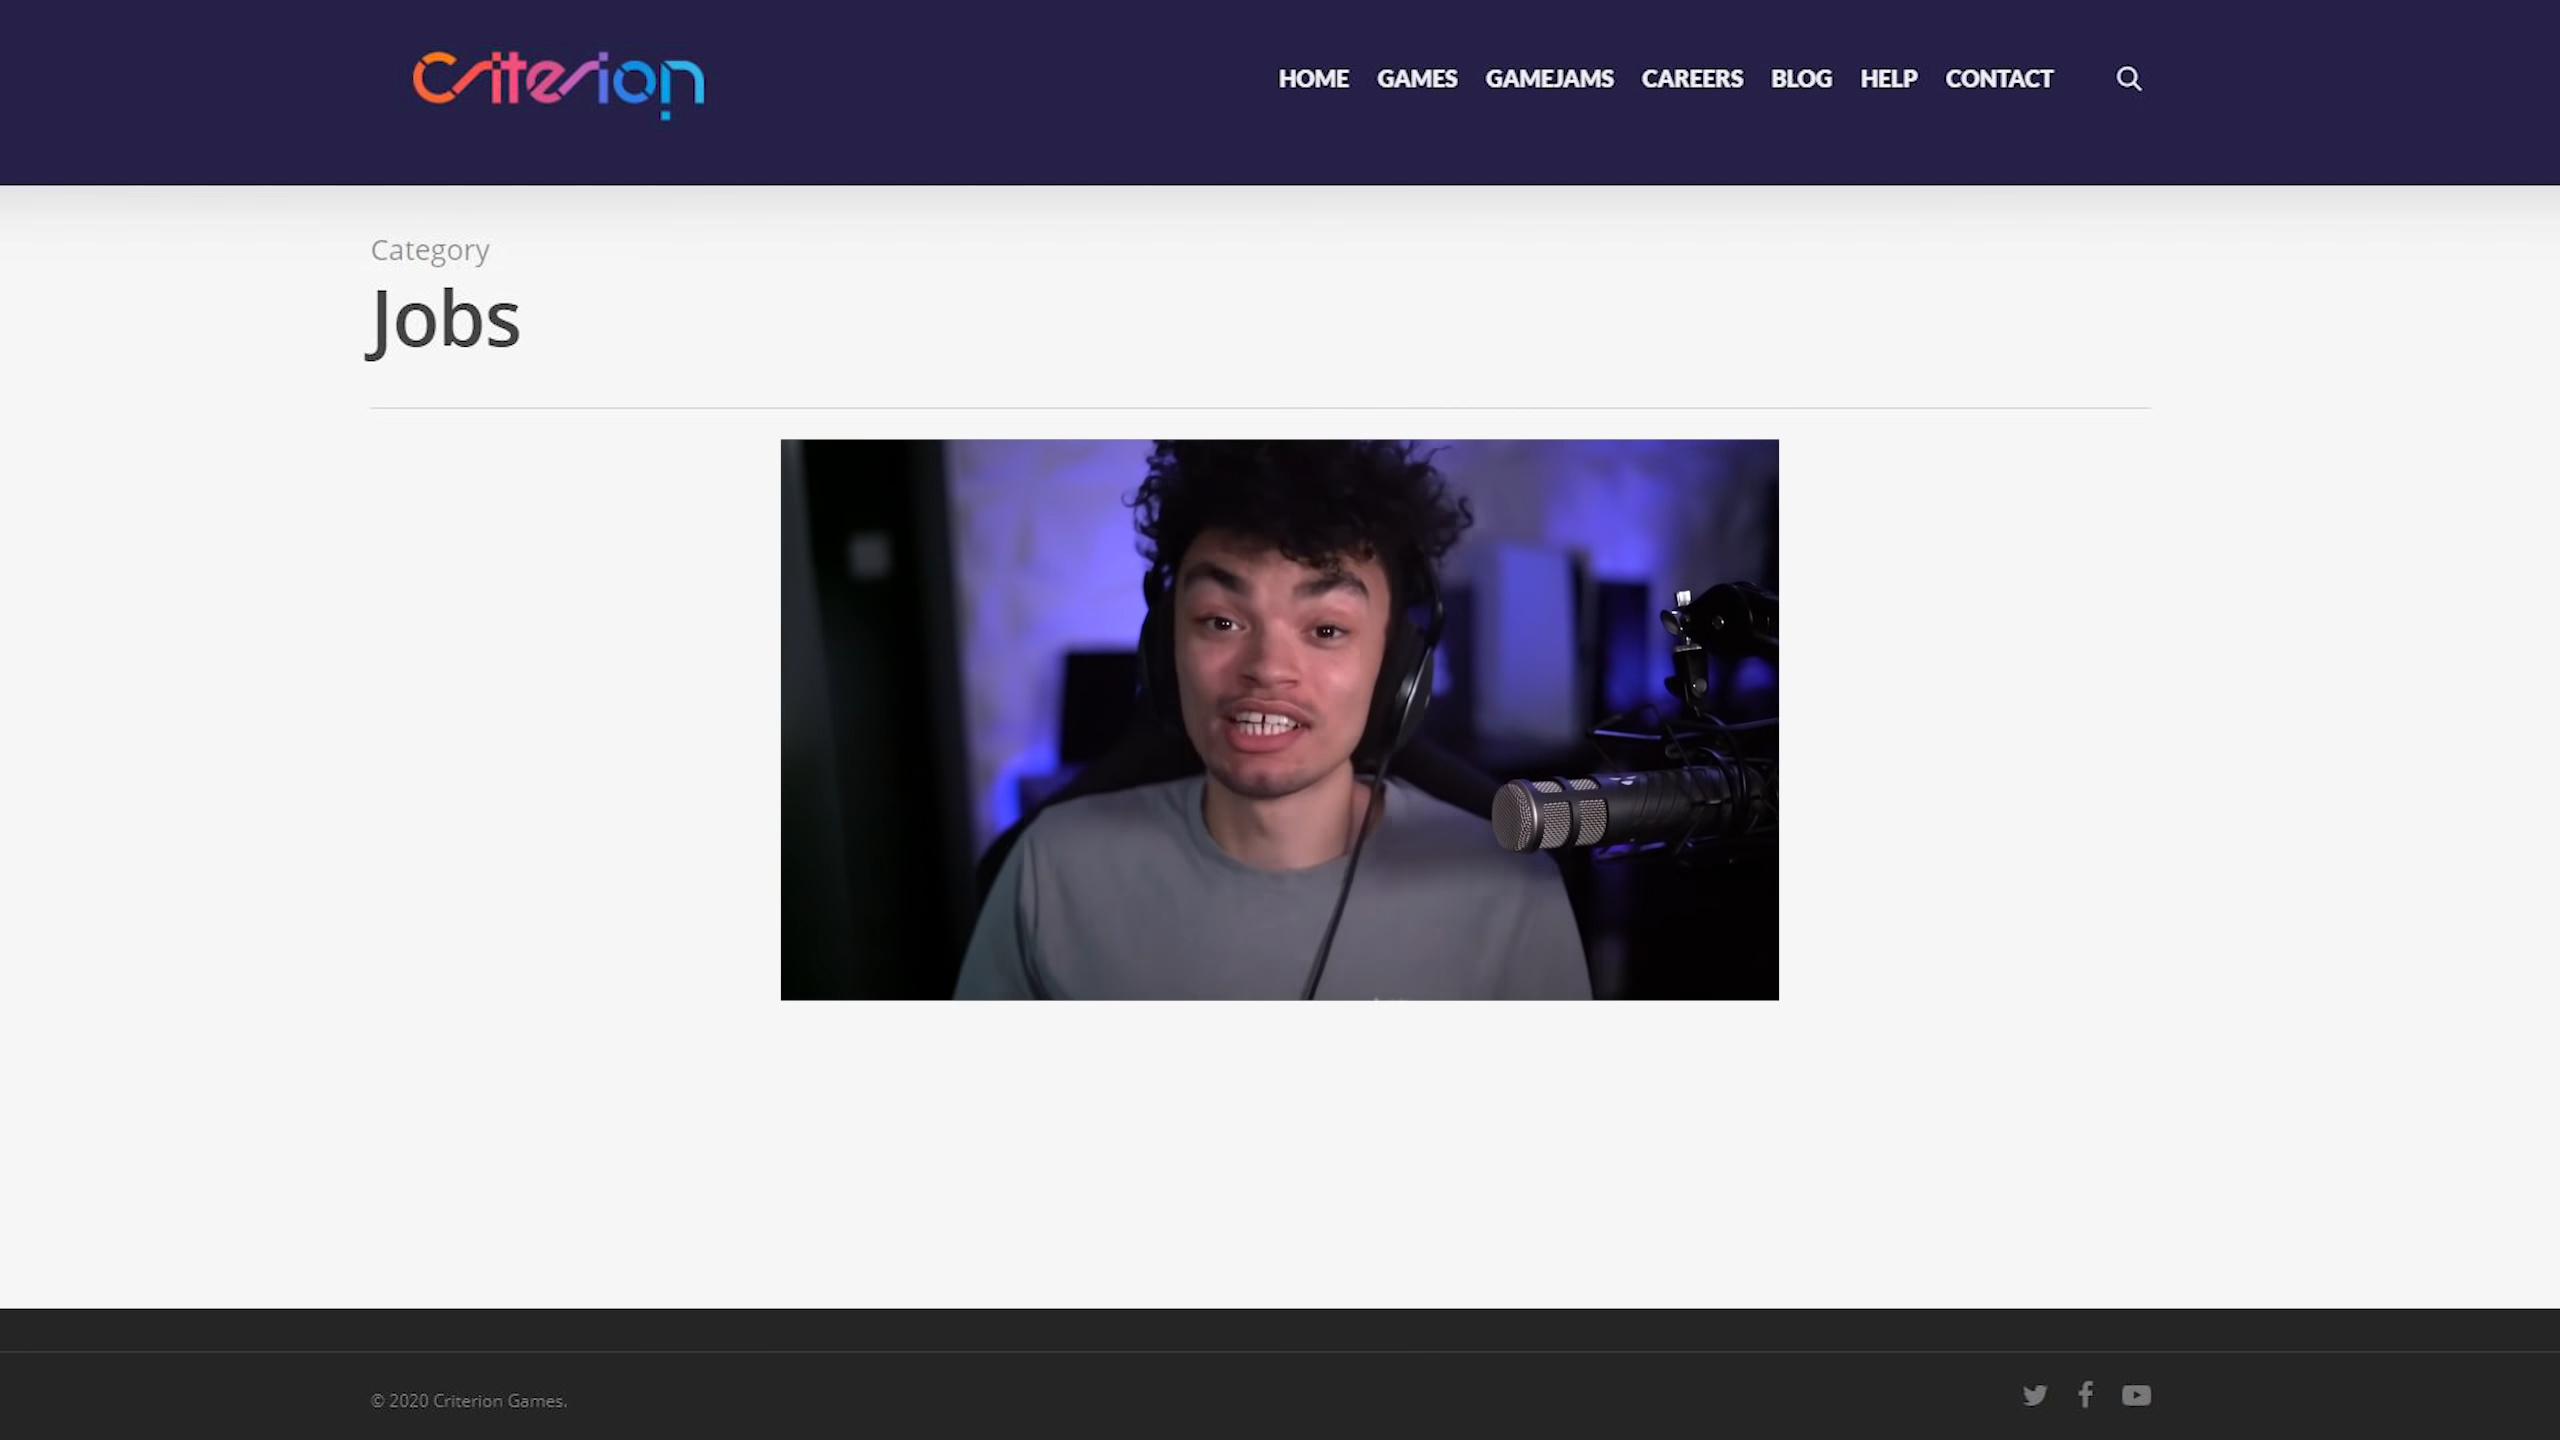 criterion
HOME GAMES GAMEJAMS CAREERS BLOG HELP CONTACT
Category
Jobs
© 2020 Criterion Games.